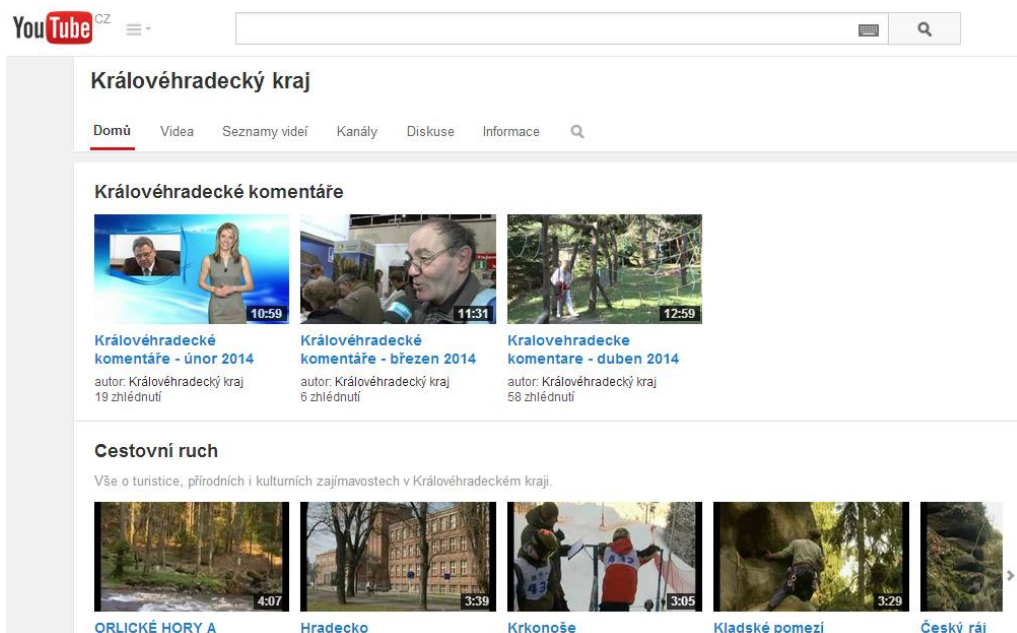 YouTube CZ
Královéhradecký kraj
Domů Videa Seznamy videí Kanály Diskuse Informace
Královéhradecké komentáře
10:59 11:31 12:59
Královéhradecké komentáře - únor 2014
autor: Královéhradecký kraj
19 zhlédnutí
Královéhradecké komentáře - březen 2014
autor: Královéhradecký kraj
6 zhlédnutí
Kralovehradecke komentare - duben 2014
autor: Královéhradecký kraj
58 zhlédnutí
Cestovní ruch
Vše o turistice, přírodních i kulturních zajímavostech v Královéhradeckém kraji.
4:07 3:39 3:05 3:29
ORLICKÉ HORY A Hradecko Krkonoše Kladské pomezí Český ráj